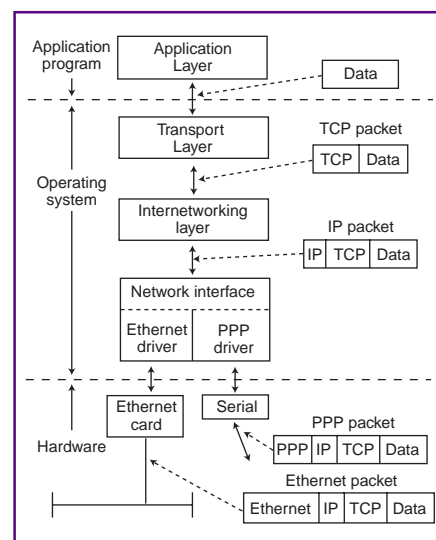 Application
program
Application
Layer
Data
Transport
Layer
TCP packet
TCP Data
Operating
system
Internetworking
layer
IP packet
IP TCP Data
Network interface
Ethernet
driver
PPP
driver
Ethernet
card
Serial
Hardware
PPP packet
PPP IP TCP Data
Ethernet packet
Ethernet IP TCP Data